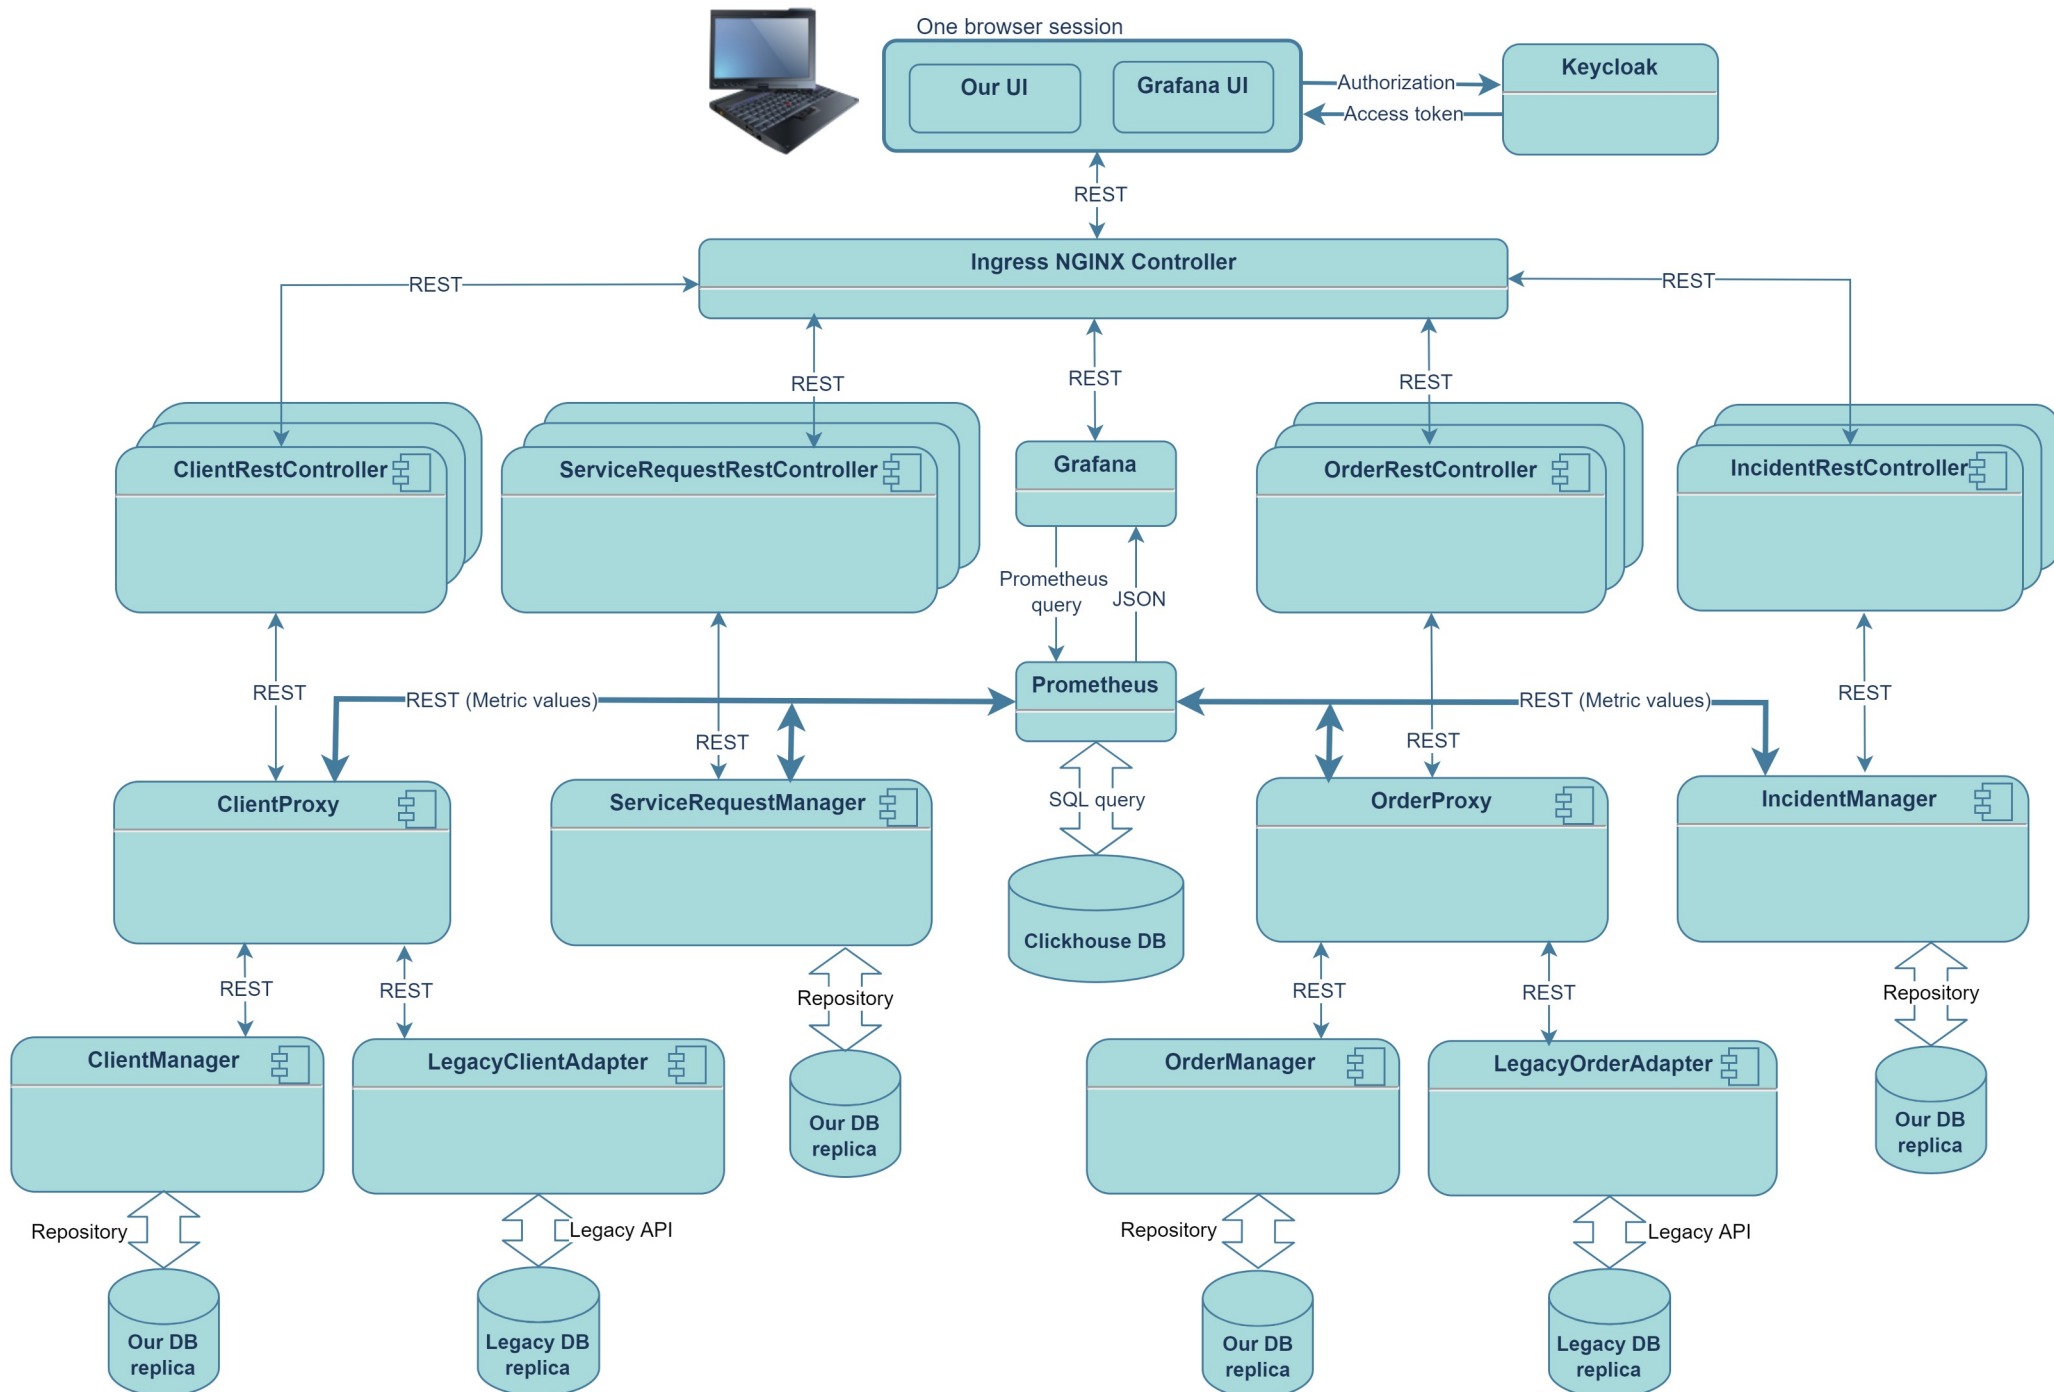 One browser session
Our UI
Grafana UI
Authorization
Access token
Keycloak
REST
Ingress NGINX Controller
REST
REST
REST
REST
REST
ClientRestController
ServiceRequestRestController
Grafana
OrderRestController
IncidentRestController
Prometheus
query
JSON
REST
REST (Metric values)
Prometheus
REST (Metric values)
REST
REST
REST
ClientProxy
ServiceRequestManager
SQL query
OrderProxy
IncidentManager
Clickhouse DB
REST
REST
Repository
REST
REST
Repository
ClientManager
LegacyClientAdapter
OrderManager
LegacyOrderAdapter
Our DB
replica
Our DB
replica
Repository
Legacy API
Repository
Legacy API
Our DB
replica
Legacy DB
replica
Our DB
replica
Legacy DB
replica